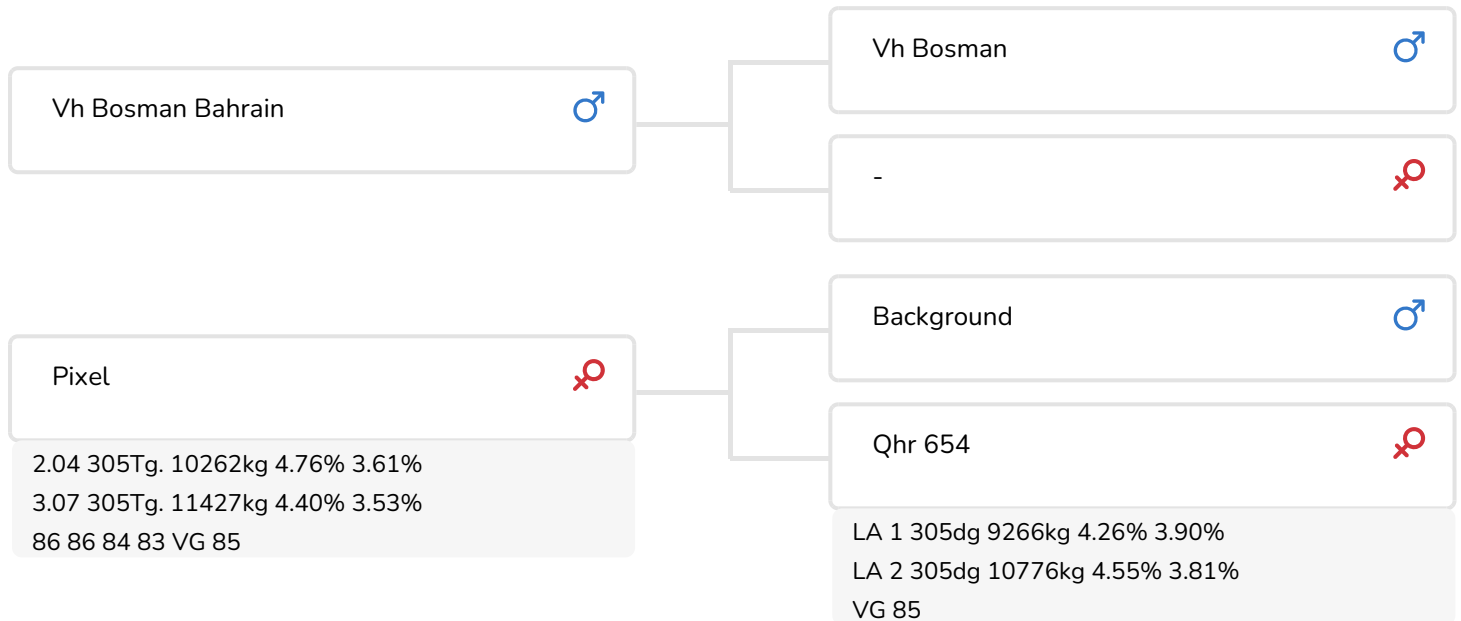 Vh Bosman Bahrain
Vh Bosman
-
Pixel
2.04 305Tg. 10262kg 4.76% 3.61%
3.07 305Tg. 11427kg 4.40% 3.53%
86 86 84 83 VG 85
Background
Qhr 654
LA 1 305dg 9266kg 4.26% 3.90%
LA 2 305dg 10776kg 4.55% 3.81%
VG 85